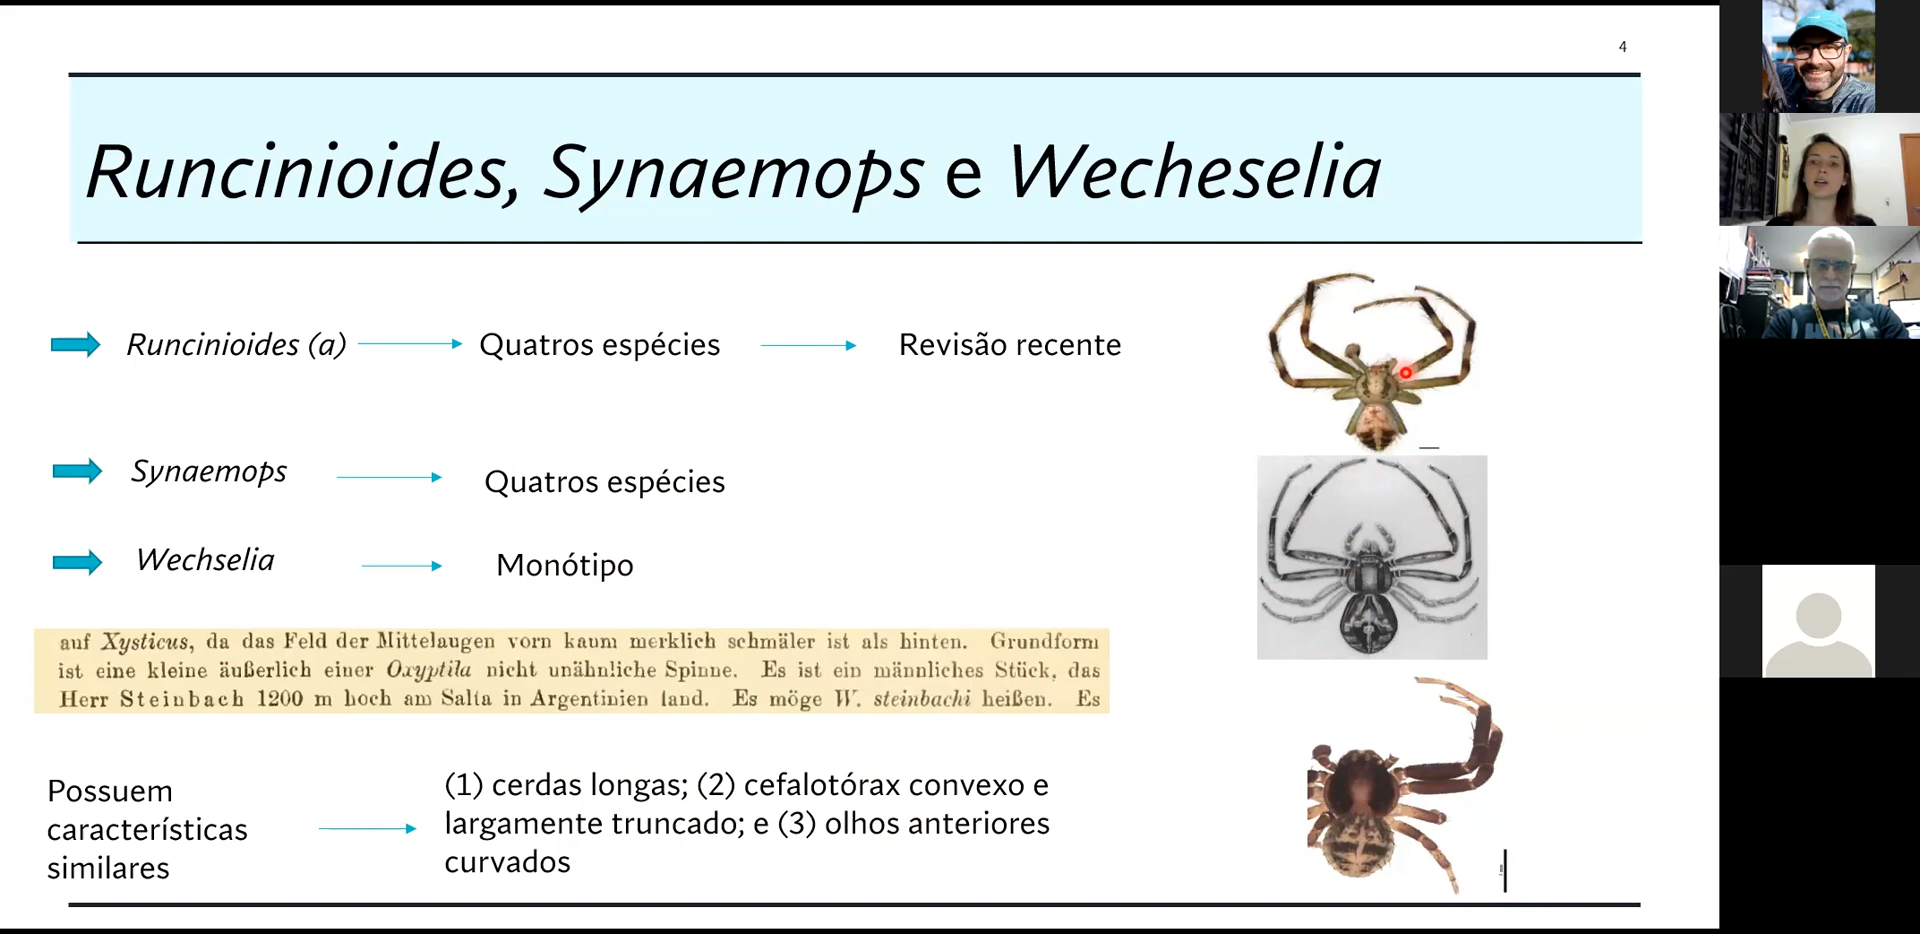 4
Runcinioides, Synaemops e Wecheselia
Runcinioides (a) Quatros espécies Revisão recente
Synaemops Quatros espécies
Wechselia Monótipo
auf Xysticus, da das Feld der Mittelaugen vorn kaum merklich schmäler ist als hinten. Grundform
ist eine kleine äußerlich einer Oxyptila nicht unähnliche Spinne. Es ist ein männliches Stück, das
Herr Steinbach 1200 m hoch am Salta in Argentinien fand. Es möge W. steinbachi heißen. Es
Possuem
características
similares
(1) cerdas longas; (2) cefalotórax convexo e
largamente truncado; e (3) olhos anteriores
curvados